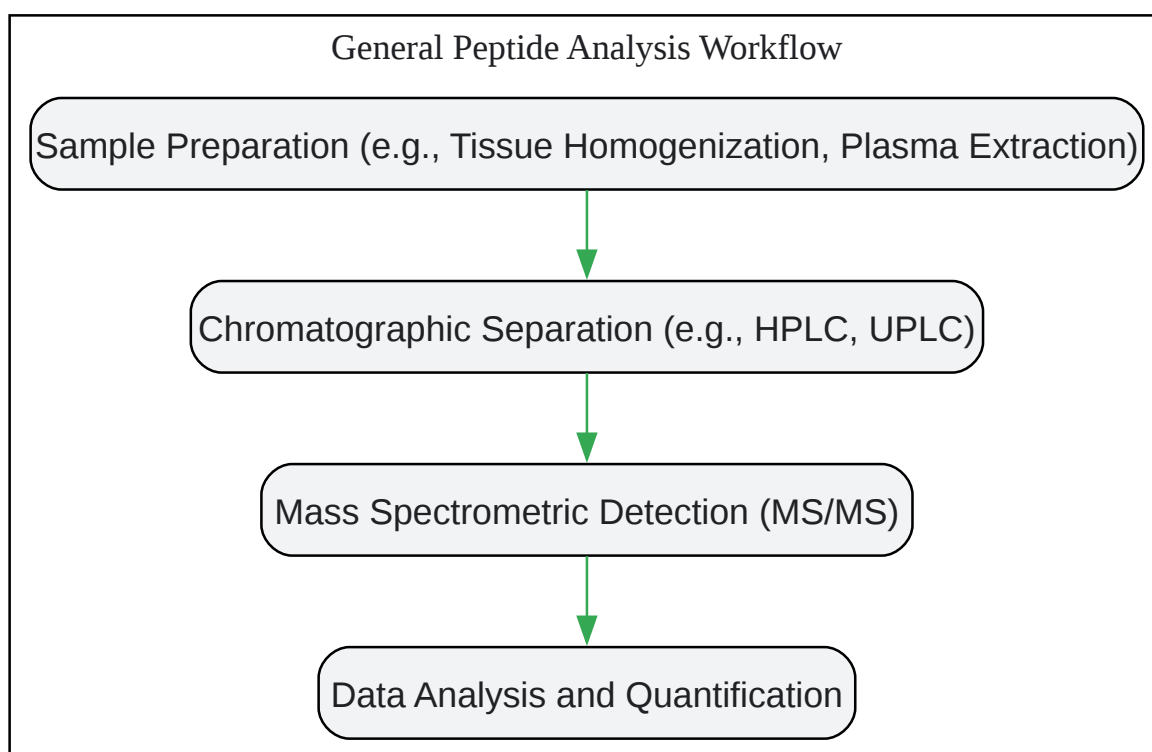 General Peptide Analysis Workflow
Sample Preparation (e.g., Tissue Homogenization, Plasma Extraction)
Chromatographic Separation (e.g., HPLC, UPLC)
Mass Spectrometric Detection (MS/MS)
Data Analysis and Quantification